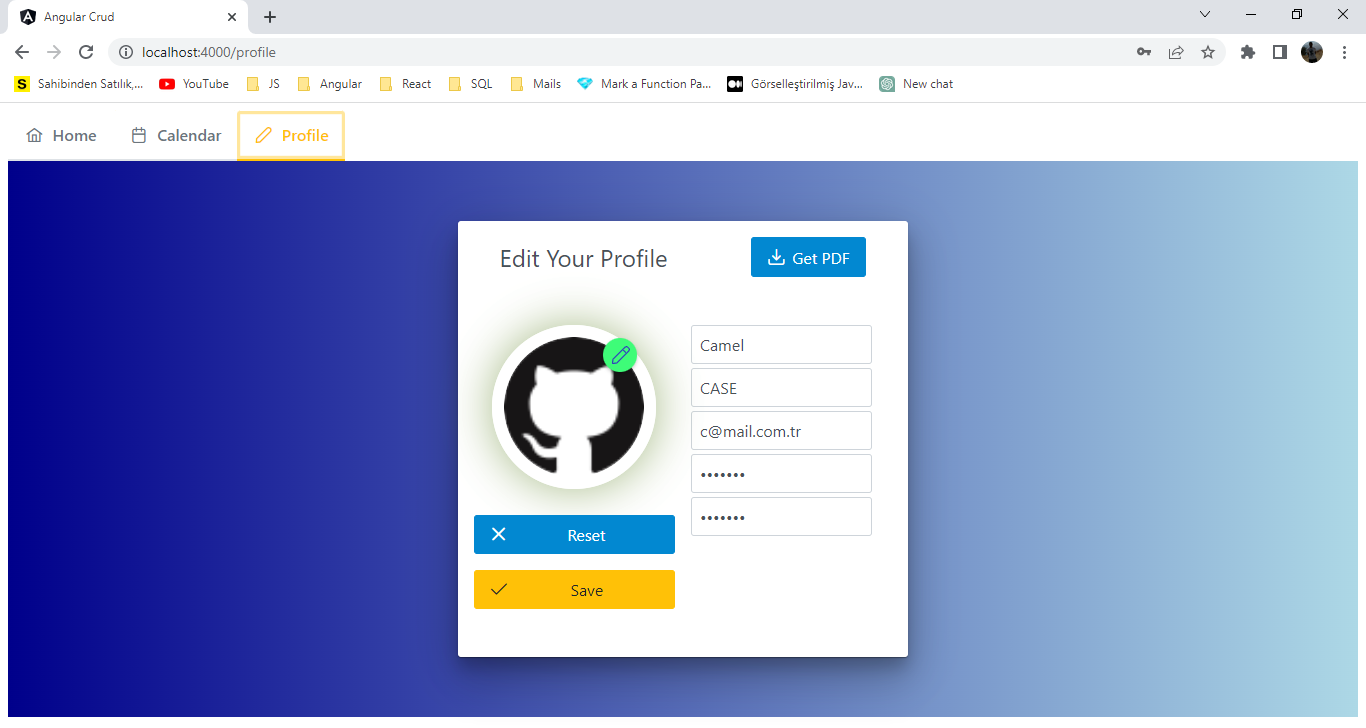 Angular Crud
localhost:4000/profile
S Sahibinden Satılık,... YouTube JS Angular React SQL Mails Mark a Function Pa... Görselleştirilmiş Jav... New chat
Home Calendar Profile
Edit Your Profile Get PDF
Camel
CASE
c@mail.com.tr
•••••••
•••••••
Reset
Save